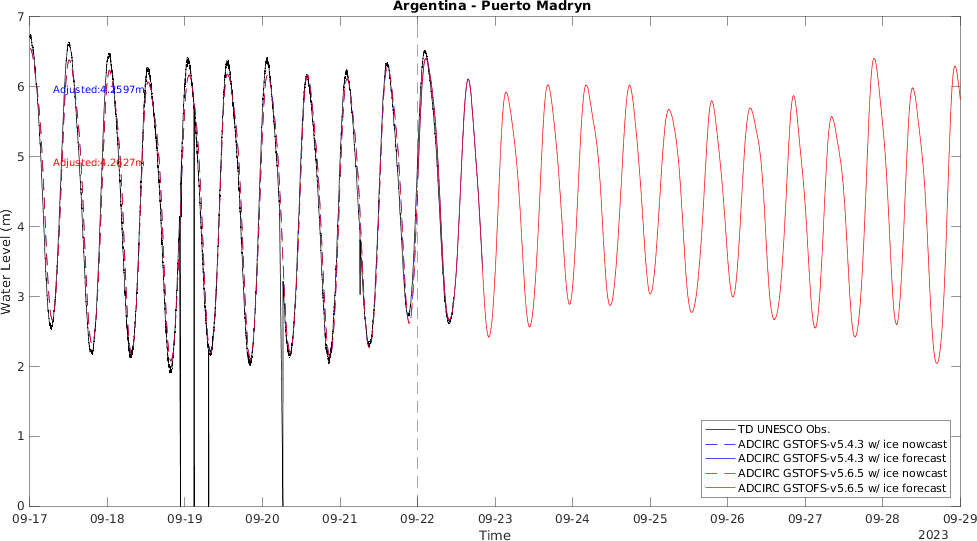 Argentina - Puerto Madryn
7
6
5
4
3
2
1
0
Water Level (m)
Adjusted:4.2597m
Adjusted:4.2627m
TD UNESCO Obs.
ADCIRC GSTOFS-v5.4.3 w/ ice nowcast
ADCIRC GSTOFS-v5.4.3 w/ ice forecast
ADCIRC GSTOFS-v5.6.5 w/ ice nowcast
ADCIRC GSTOFS-v5.6.5 w/ ice forecast
09-17 09-18 09-19 09-20 09-21 09-22 09-23 09-24 09-25 09-26 09-27 09-28 09-29
Time
2023